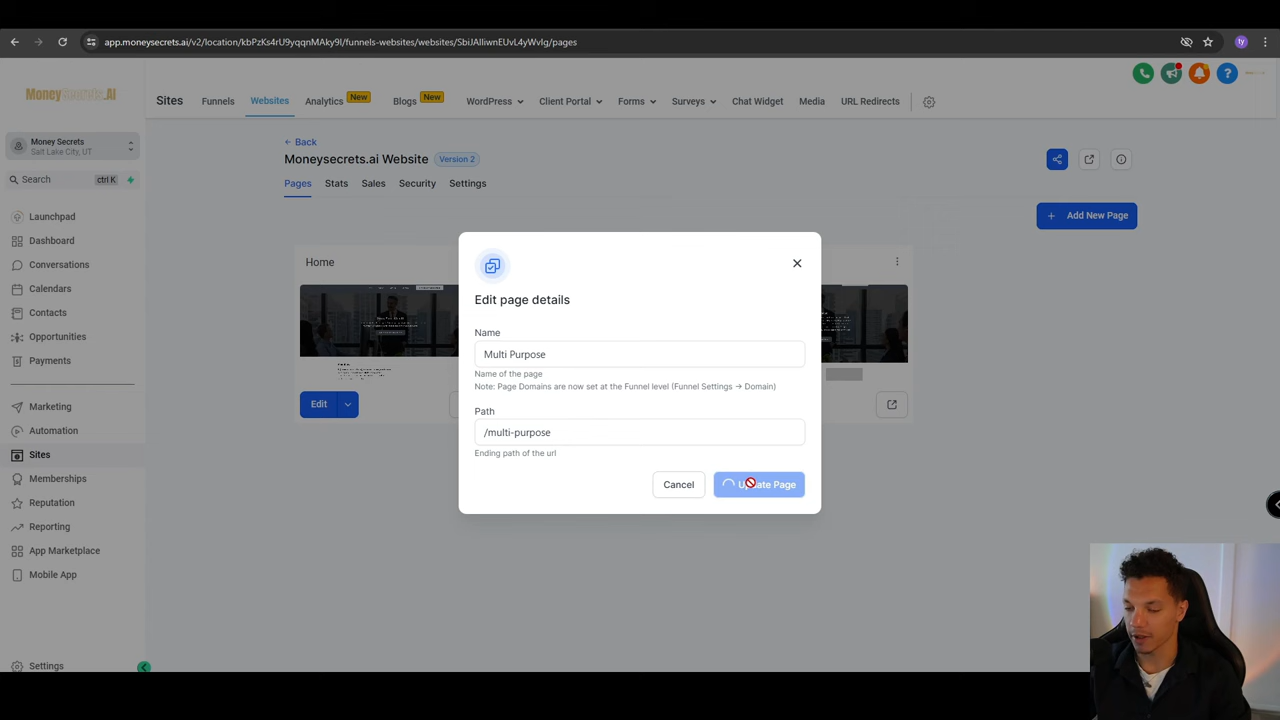 app.moneysecrets.ai/v2/location/kbPzKs4rU9yqqnMAky9I/funnels-websites/websites/SbiJAlliwnEUvL4yWvIg/pages
ty
MoneySecrets.AI
Sites
Funnels
Websites
Analytics
New
Blogs
New
WordPress
Client Portal
Forms
Surveys
Chat Widget
Media
URL Redirects
Money Secrets
Salt Lake City, UT
Search
ctrl K
Launchpad
Dashboard
Conversations
Calendars
Contacts
Opportunities
Payments
Marketing
Automation
Sites
Memberships
Reputation
Reporting
App Marketplace
Mobile App
Settings
← Back
Moneysecrets.ai Website
Version 2
Pages
Stats
Sales
Security
Settings
+ Add New Page
Home
Edit
Edit page details
Name
Multi Purpose
Name of the page
Note: Page Domains are now set at the Funnel level (Funnel Settings → Domain)
Path
/multi-purpose
Ending path of the url
Cancel
Update Page